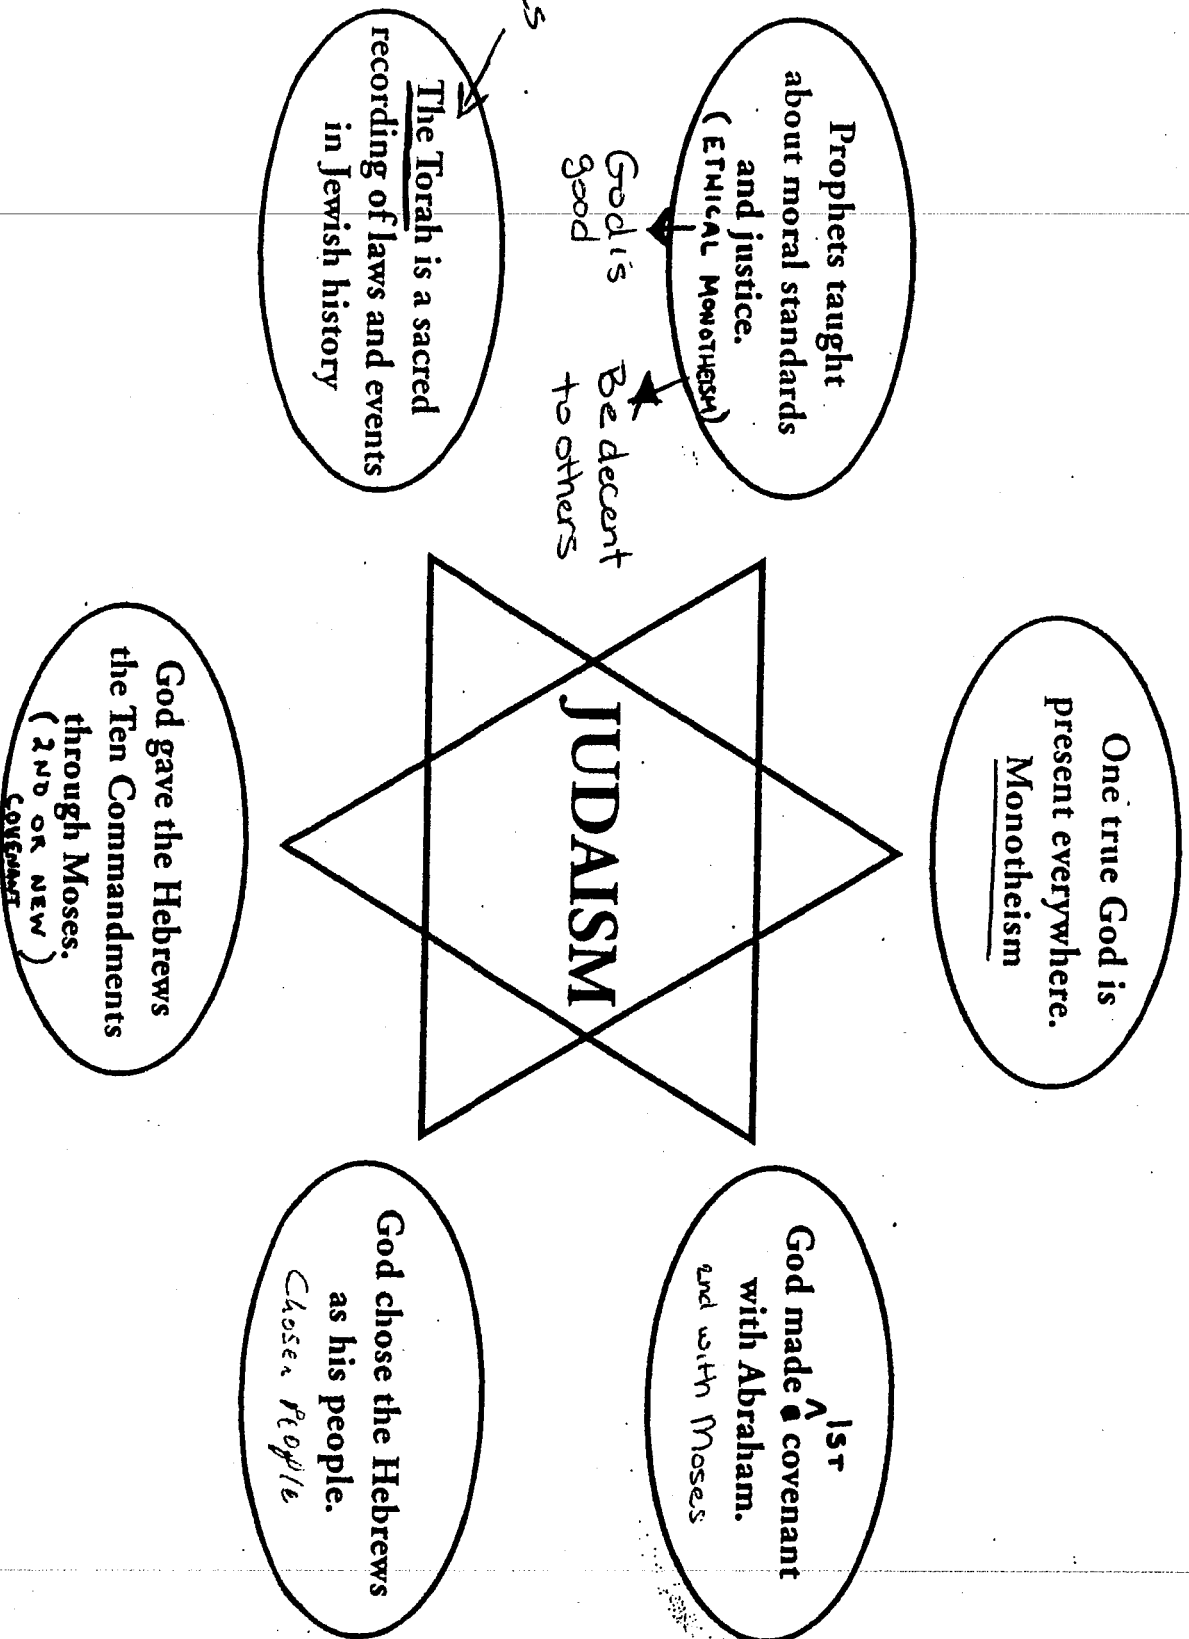 One true God is
present everywhere.
Monotheism
Prophets taught
about moral standards
and justice.
(ETHICAL MONOTHEISM)
God is
good
Be decent
to others
1ST
God made a covenant
with Abraham.
2nd with Moses
JUDAISM
The Torah is a sacred
recording of laws and events
in Jewish history
God chose the Hebrews
as his people.
Chosen People
God gave the Hebrews
the Ten Commandments
through Moses.
(2ND OR NEW)
COVENANT